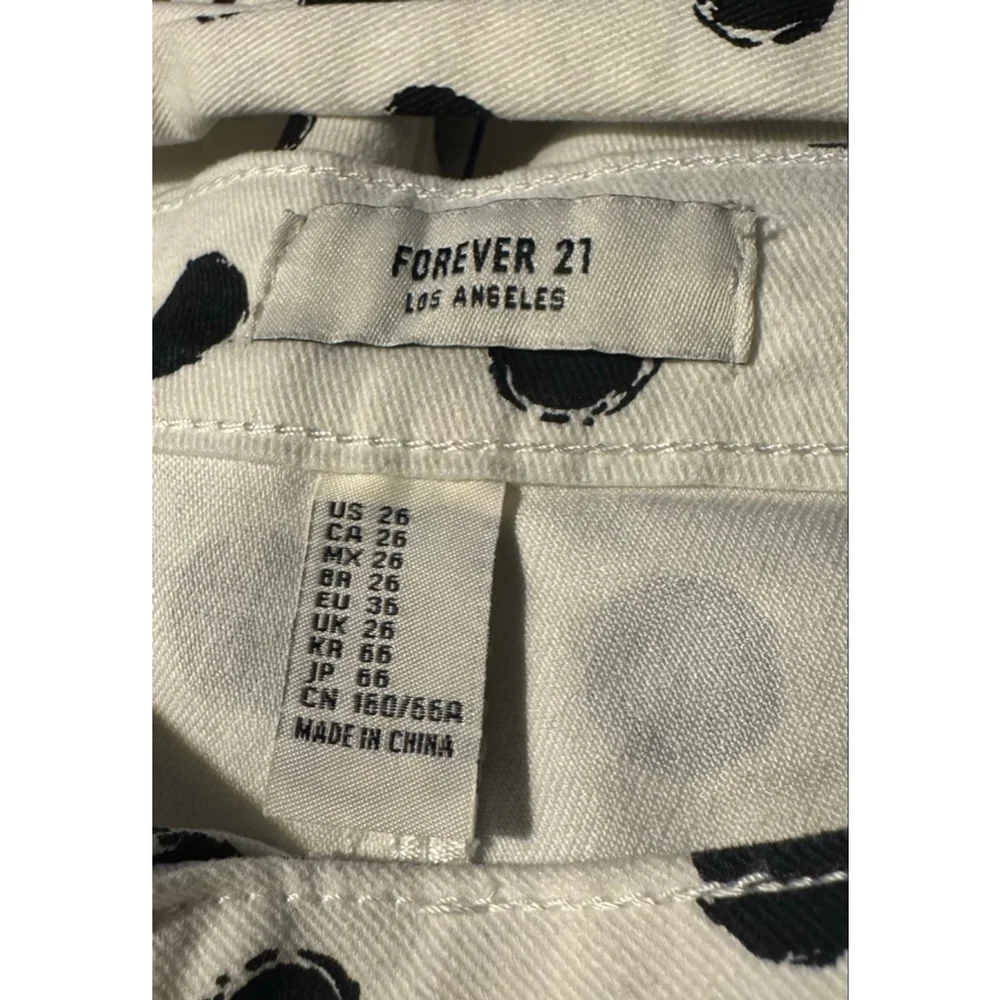 FOREVER 21
LOS ANGELES
US 26
CA 26
MX 26
BR 26
EU 36
UK 26
KR 66
JP 66
CN 160/66A
MADE IN CHINA